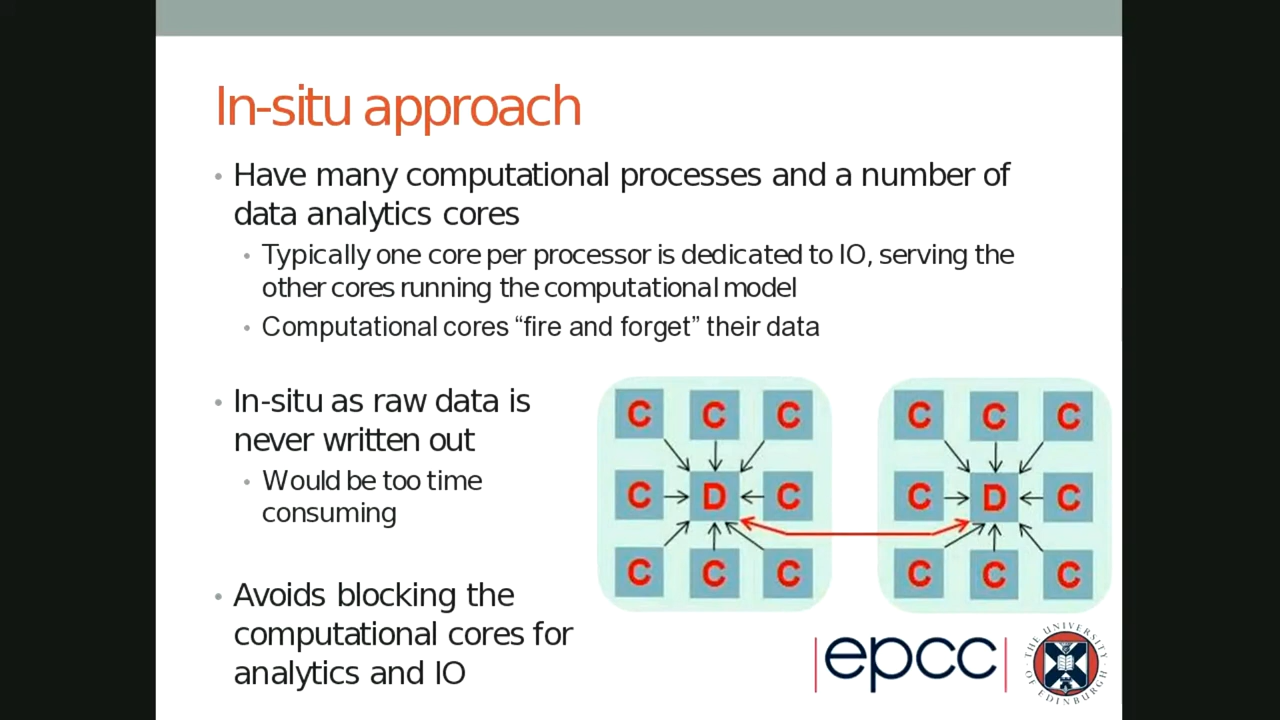 In-situ approach
• Have many computational processes and a number of
data analytics cores
• Typically one core per processor is dedicated to IO, serving the
other cores running the computational model
• Computational cores “fire and forget” their data
• In-situ as raw data is
never written out
• Would be too time
consuming
• Avoids blocking the
computational cores for
analytics and IO
C C C
C D C
C C C
C C C
C D C
C C C
|epcc|
THE UNIVERSITY
OF EDINBURGH